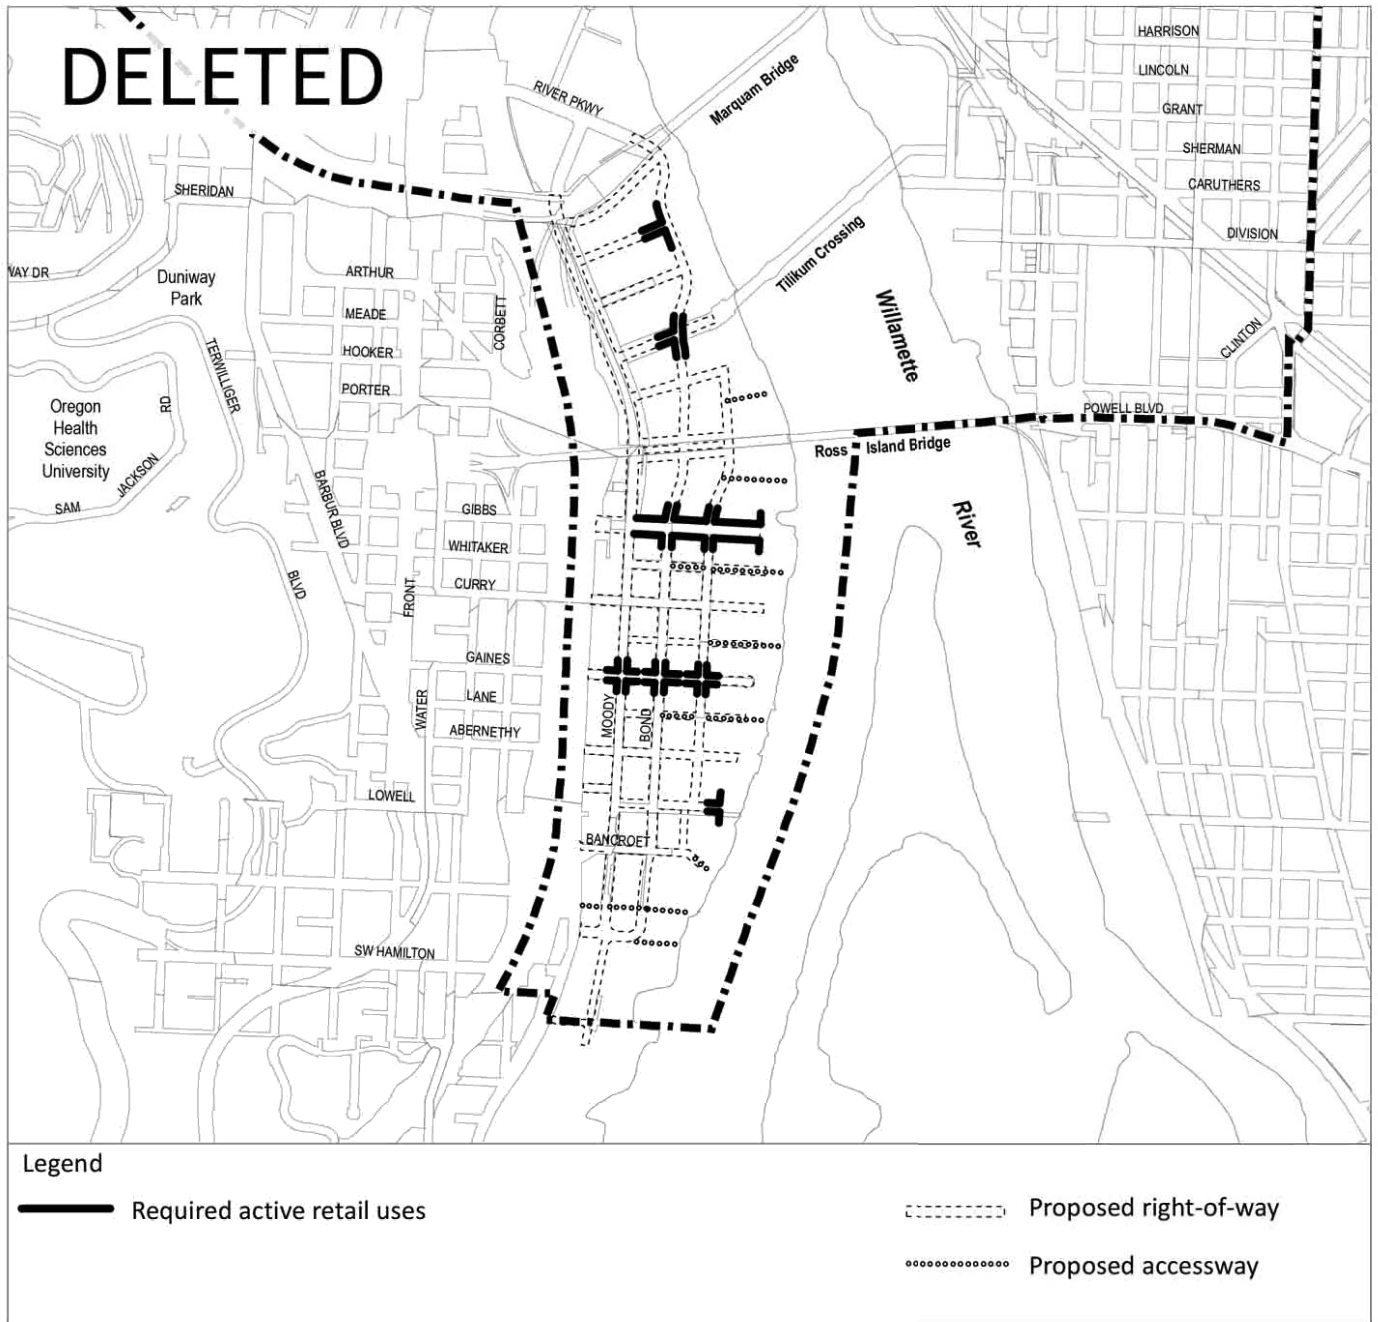 DELETED
HARRISON
LINCOLN
GRANT
SHERMAN
CARUTHERS
DIVISION
RIVER PKWY
Marquam Bridge
SHERIDAN
Tilikum Crossing
WAY DR
Duniway
Park
ARTHUR
MEADE
HOOKER
PORTER
CORBETT
Willamette
CLINTON
TERWILLIGER
RD
Oregon
Health
Sciences
University
JACKSON
SAM
POWELL BLVD
Ross Island Bridge
BARBUR BLVD
GIBBS
WHITAKER
CURRY
River
BLVD
FRONT
GAINES
LANE
ABERNETHY
WATER
MOODY
BOND
LOWELL
BANCROFT
SW HAMILTON
Legend
Required active retail uses
Proposed right-of-way
Proposed accessway